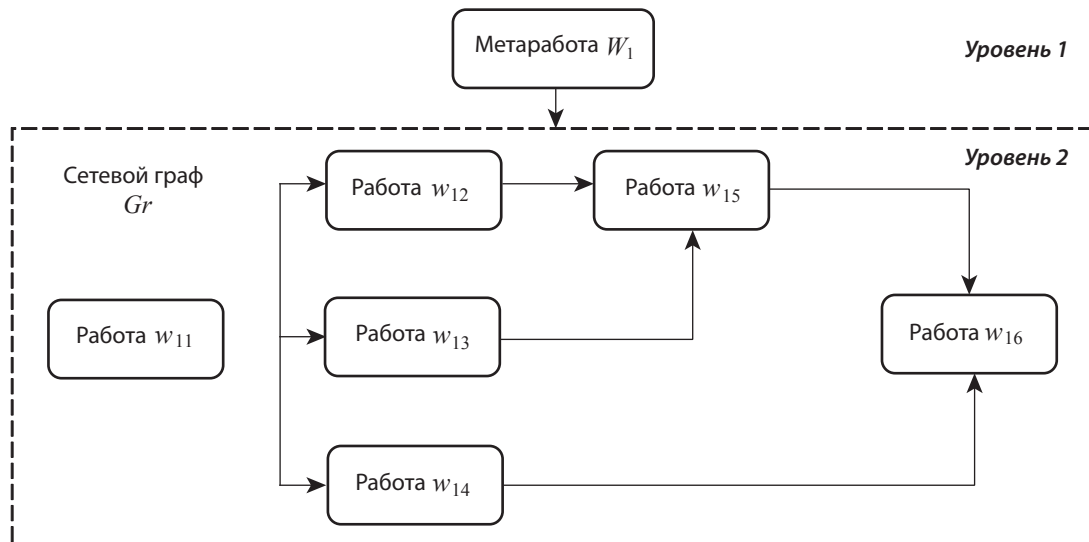 Метаработа W₁
Уровень 1
Уровень 2
Сетевой граф
Gr
Работа w₁₂
Работа w₁₅
Работа w₁₁
Работа w₁₃
Работа w₁₆
Работа w₁₄